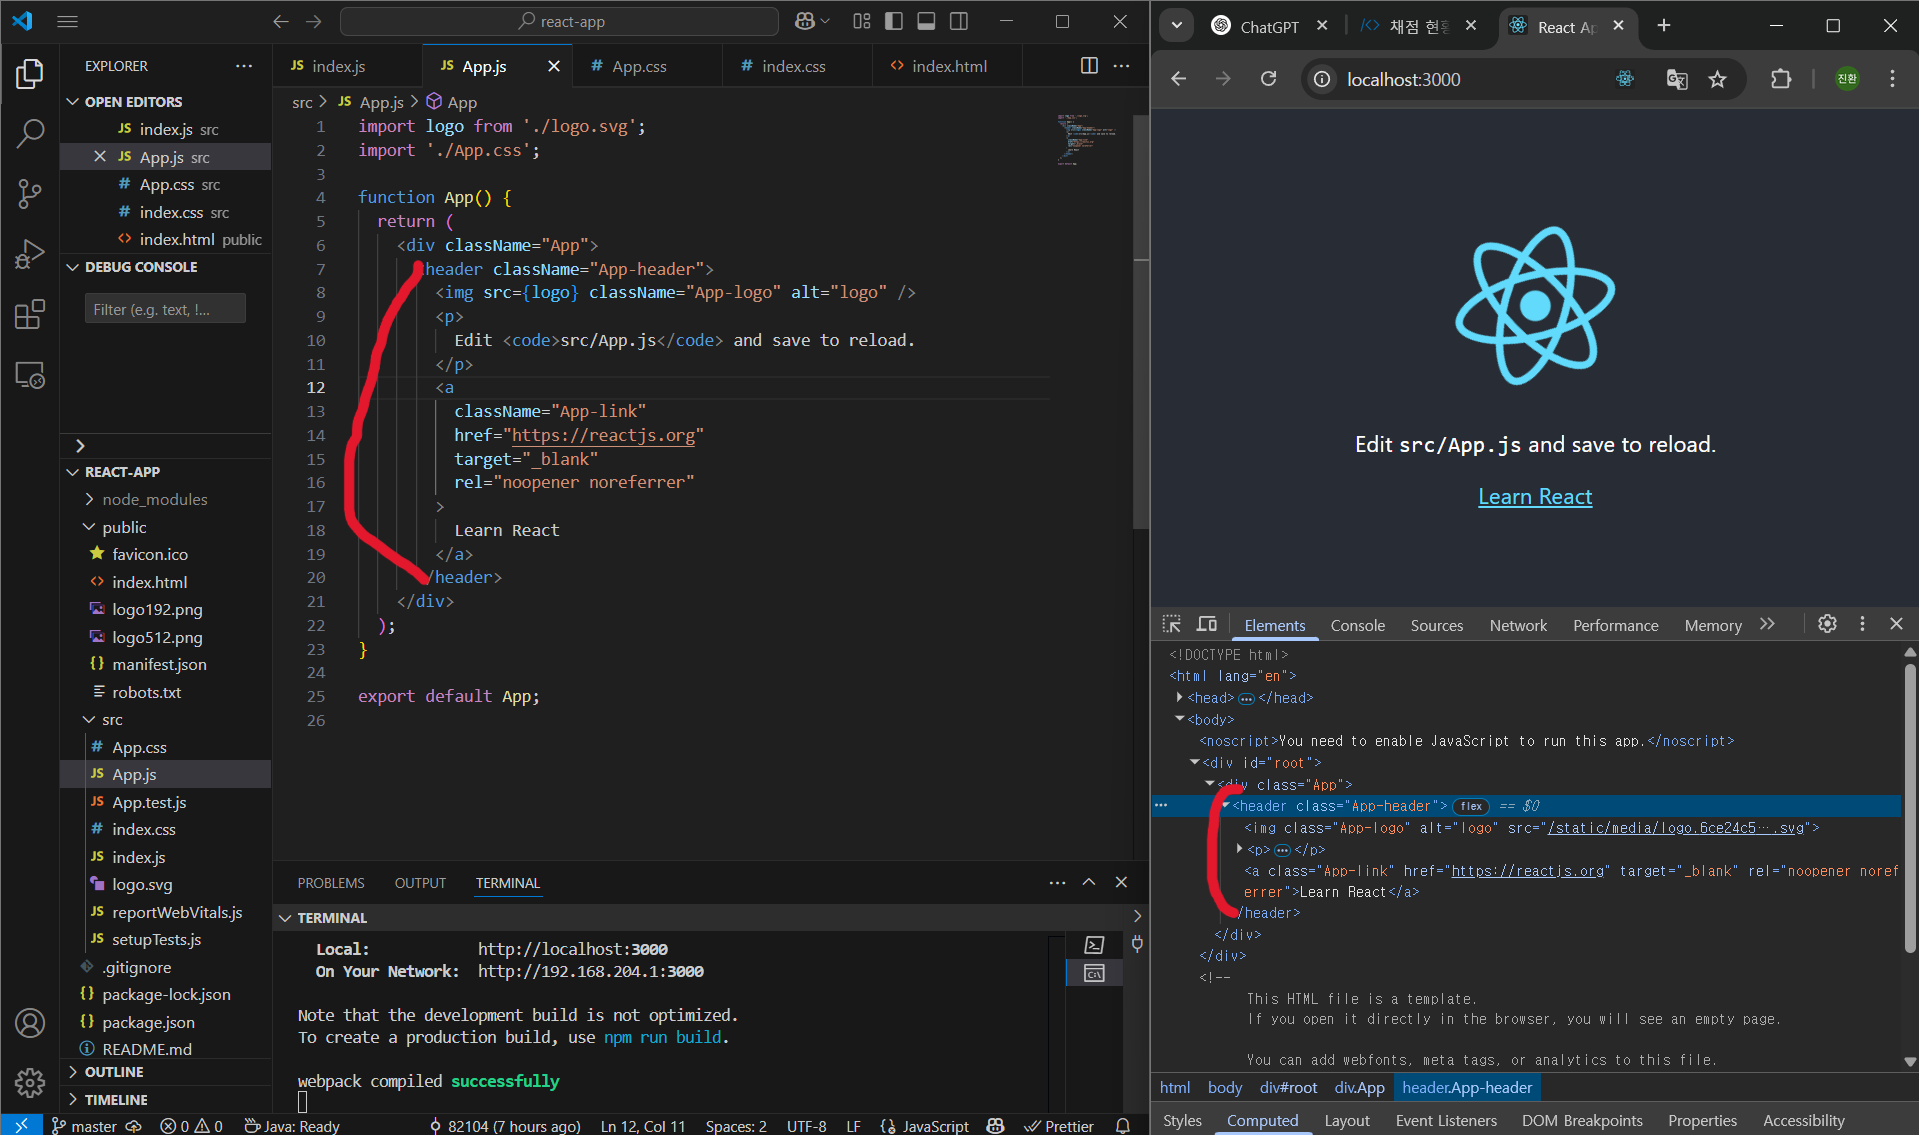 react-app
EXPLORER
OPEN EDITORS
JS index.js src
JS App.js src
# App.css src
# index.css src
<> index.html public
DEBUG CONSOLE
Filter (e.g. text, !...
REACT-APP
node_modules
public
favicon.ico
<> index.html
logo192.png
logo512.png
{} manifest.json
robots.txt
src
# App.css
JS App.js
JS App.test.js
# index.css
JS index.js
logo.svg
JS reportWebVitals.js
JS setupTests.js
.gitignore
{} package-lock.json
{} package.json
README.md
OUTLINE
TIMELINE
JS index.js
JS App.js
# App.css
# index.css
<> index.html
src > JS App.js > App
1 import logo from './logo.svg';
2 import './App.css';
3
4 function App() {
5 return (
6 <div className="App">
7 header className="App-header">
8 <img src={logo} className="App-logo" alt="logo" />
9 <p>
10 Edit <code>src/App.js</code> and save to reload.
11 </p>
12 <a
13 className="App-link"
14 href="https://reactjs.org"
15 target="_blank"
16 rel="noopener noreferrer"
17 >
18 Learn React
19 </a>
20 /header>
21 </div>
22 );
23 }
24
25 export default App;
26
PROBLEMS OUTPUT TERMINAL
TERMINAL
Local: http://localhost:3000
On Your Network: http://192.168.204.1:3000
Note that the development build is not optimized.
To create a production build, use npm run build.
webpack compiled successfully
master 0 0 Java: Ready 82104 (7 hours ago) Ln 12, Col 11 Spaces: 2 UTF-8 LF {} JavaScript Prettier
ChatGPT
채점 현황
React Ap
localhost:3000
진환
Edit src/App.js and save to reload.
Learn React
Elements Console Sources Network Performance Memory
<!DOCTYPE html>
<html lang="en">
<head> </head>
<body>
<noscript>You need to enable JavaScript to run this app.</noscript>
<div id="root">
<div class="App">
<header class="App-header"> flex == $0
<img class="App-logo" alt="logo" src="/static/media/logo.6ce24c5….svg">
<p> </p>
<a class="App-link" href="https://reactjs.org" target="_blank" rel="noopener noref
errer">Learn React</a>
/header>
</div>
</div>
<!--
This HTML file is a template.
If you open it directly in the browser, you will see an empty page.
You can add webfonts, meta tags, or analytics to this file.
html body div#root div.App header.App-header
Styles Computed Layout Event Listeners DOM Breakpoints Properties Accessibility